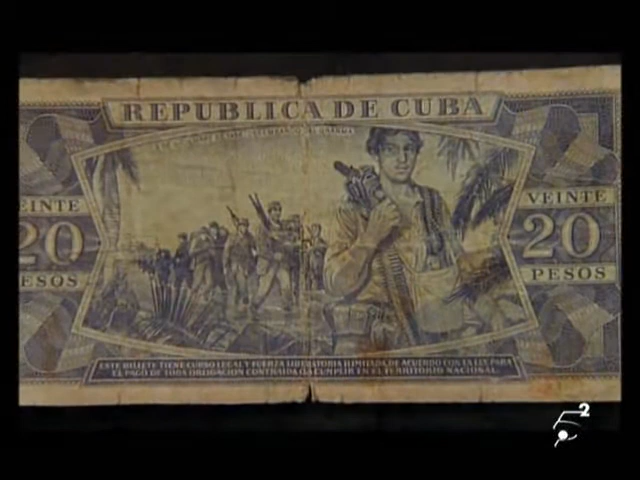 REPUBLICA DE CUBA
VEINTE
20
PESOS
VEINTE
20
PESOS
ESTE BILLETE TIENE CURSO LEGAL Y FUERZA LIBERATORIA ILIMITADA DE ACUERDO CON LA LEY, PARA
EL PAGO DE TODA OBLIGACION CONTRAIDA O A CUMPLIR EN EL TERRITORIO NACIONAL
2